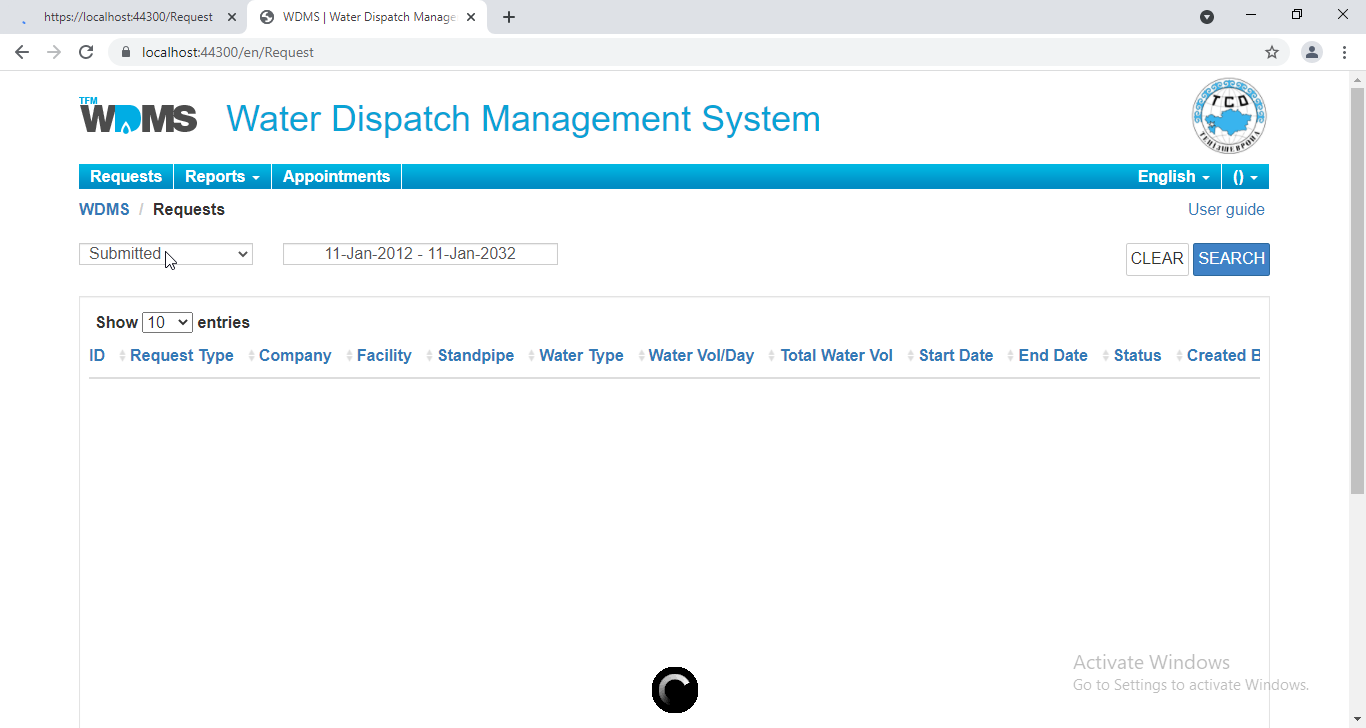 https://localhost:44300/Request
WDMS | Water Dispatch Manage
localhost:44300/en/Request
TFM
WDMS
Water Dispatch Management System
TCO
ТЕНГИЗШЕВРОЙЛ
Requests Reports Appointments English ()
WDMS / Requests User guide
Submitted 11-Jan-2012 - 11-Jan-2032 CLEAR SEARCH
Show 10 entries
ID Request Type Company Facility Standpipe Water Type Water Vol/Day Total Water Vol Start Date End Date Status Created B
Activate Windows
Go to Settings to activate Windows.